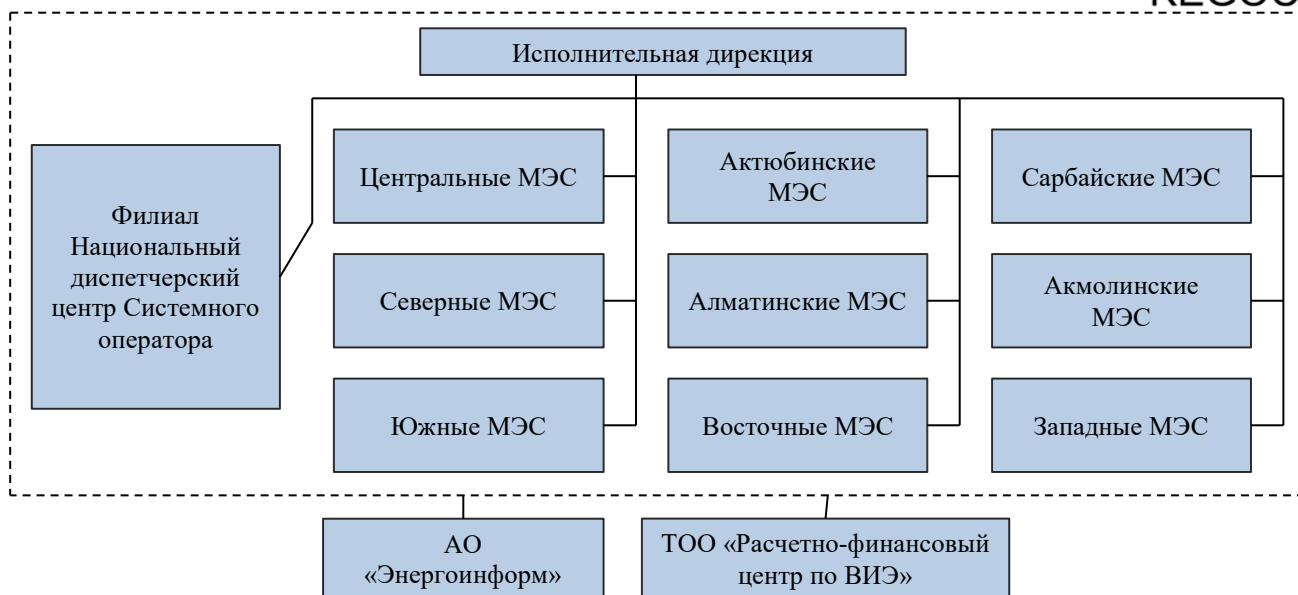 KEGOC
Исполнительная дирекция
Филиал
Национальный
диспетчерский
центр Системного
оператора
Центральные МЭС
Актюбинские
МЭС
Сарбайские МЭС
Северные МЭС
Алматинские МЭС
Акмолинские
МЭС
Южные МЭС
Восточные МЭС
Западные МЭС
АО
«Энергоинформ»
ТОО «Расчетно-финансовый
центр по ВИЭ»